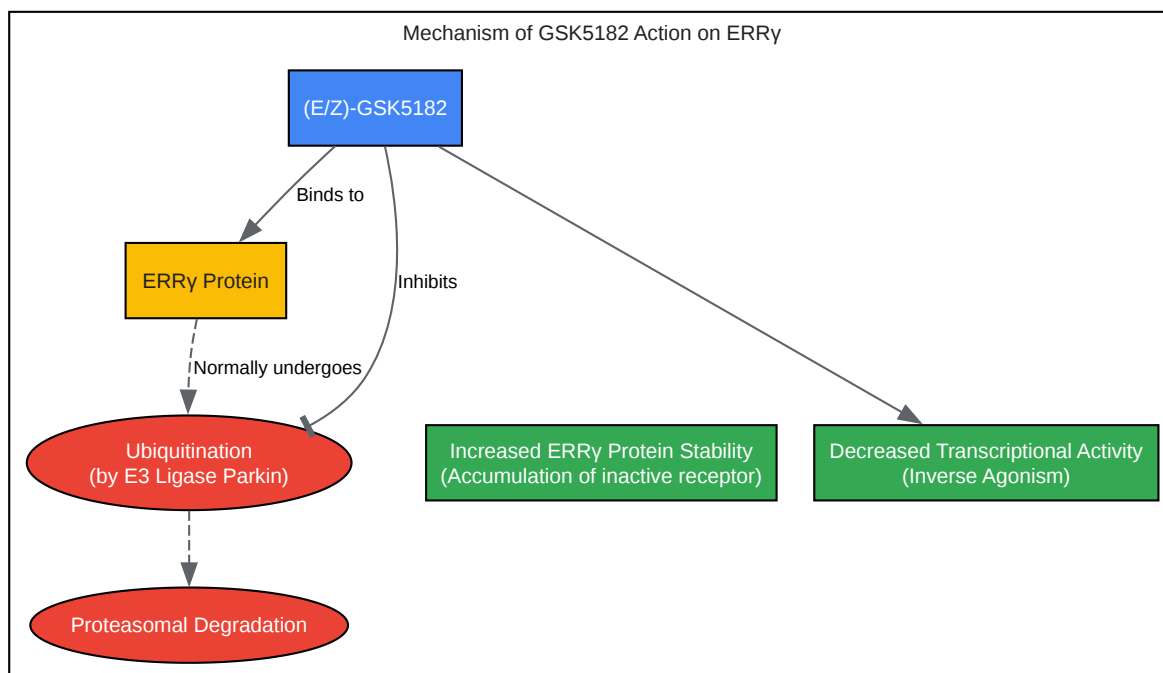 Mechanism of GSK5182 Action on ERRγ
(E/Z)-GSK5182
Binds to
ERRγ Protein
Inhibits
Normally undergoes
Ubiquitination
(by E3 Ligase Parkin)
Increased ERRγ Protein Stability
(Accumulation of inactive receptor)
Decreased Transcriptional Activity
(Inverse Agonism)
Proteasomal Degradation